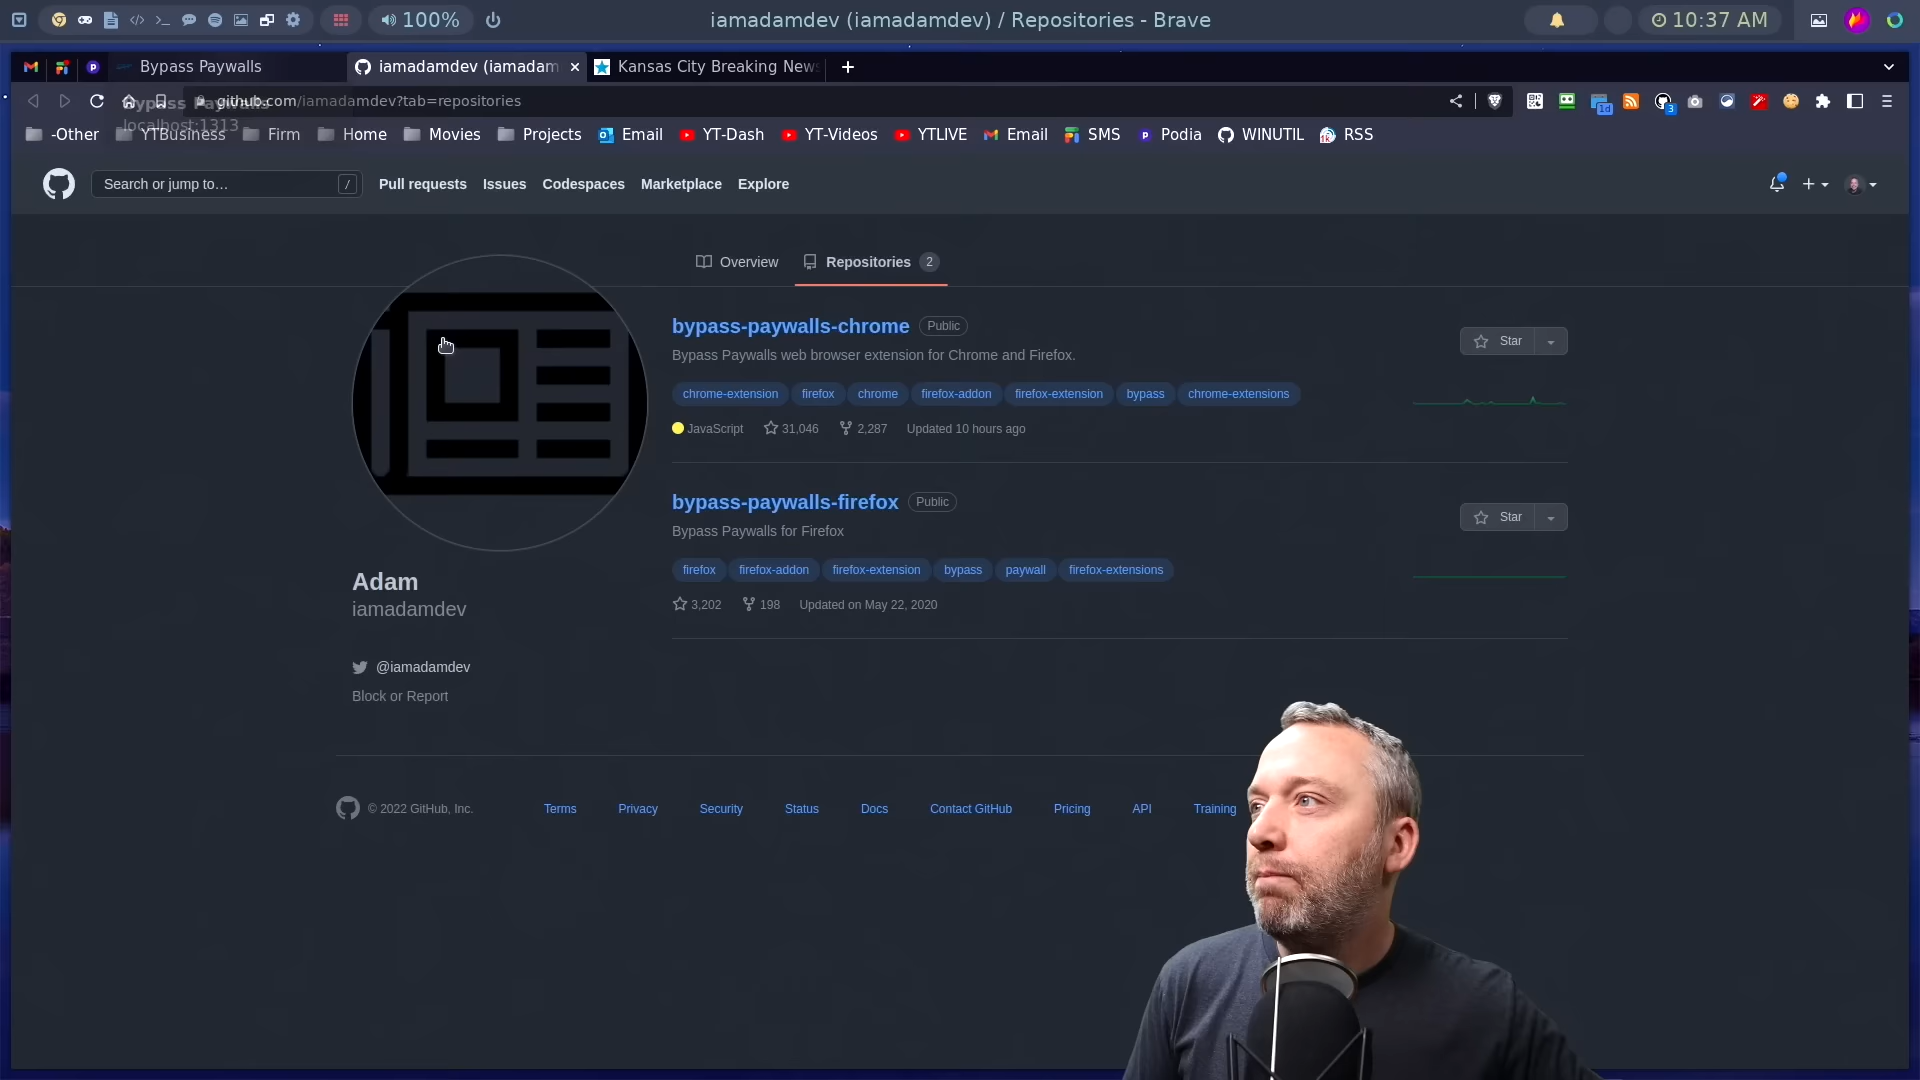 100%
iamadamdev (iamadamdev) / Repositories - Brave
10:37 AM
Bypass Paywalls
iamadamdev (iamadam
Kansas City Breaking News
github.com/iamadamdev?tab=repositories
1d
3
Bypass Paywalls
localhost:1313
-Other
YTBusiness
Firm
Home
Movies
Projects
Email
YT-Dash
YT-Videos
YTLIVE
Email
SMS
Podia
WINUTIL
RSS
Search or jump to…
/
Pull requests
Issues
Codespaces
Marketplace
Explore
Overview
Repositories 2
bypass-paywalls-chrome Public
Star
Bypass Paywalls web browser extension for Chrome and Firefox.
chrome-extension firefox chrome firefox-addon firefox-extension bypass chrome-extensions
JavaScript 31,046 2,287 Updated 10 hours ago
bypass-paywalls-firefox Public
Star
Bypass Paywalls for Firefox
firefox firefox-addon firefox-extension bypass paywall firefox-extensions
3,202 198 Updated on May 22, 2020
Adam
iamadamdev
@iamadamdev
Block or Report
© 2022 GitHub, Inc.
Terms
Privacy
Security
Status
Docs
Contact GitHub
Pricing
API
Training